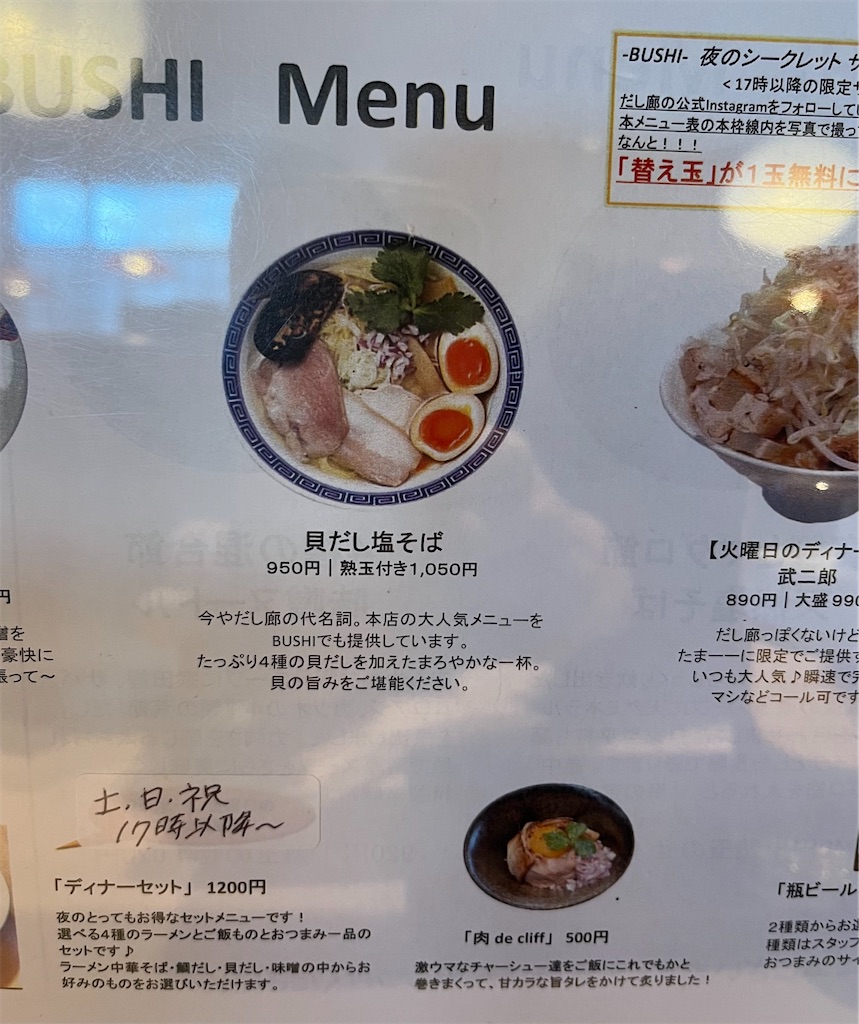 BUSHI Menu
-BUSHI- 夜のシークレット
<17時以降の限定
だし廊の公式Instagramをフォローして
本メニュー表の本枠線内を写真で撮っ
なんと！！！
「替え玉」が1玉無料に
貝だし塩そば
950円 | 熟玉付き1,050円
今やだし廊の代名詞。本店の大人気メニューを
BUSHIでも提供しています。
たっぷり4種の貝だしを加えたまろやかな一杯。
貝の旨みをご堪能ください。
円
を
豪快に
張って〜
【火曜日のディナー
武二郎
890円 | 大盛 990
だし廊っぽくないけど
たまーーに限定でご提供す
いつも大人気♪瞬速で完
マシなどコール可です
土.日.祝
17時以降〜
「ディナーセット」 1200円
夜のとってもお得なセットメニューです！
選べる4種のラーメンとご飯ものとおつまみ一品の
セットです♪
ラーメン中華そば・鯛だし・貝だし・味噌の中からお
好みのものをお選びいただけます。
「肉 de cliff」 500円
激ウマなチャーシュー達をご飯にこれでもかと
巻きまくって、甘カラな旨タレをかけて炙りました！
「瓶ビール
2種類からお選
種類はスタッフ
おつまみのサイ